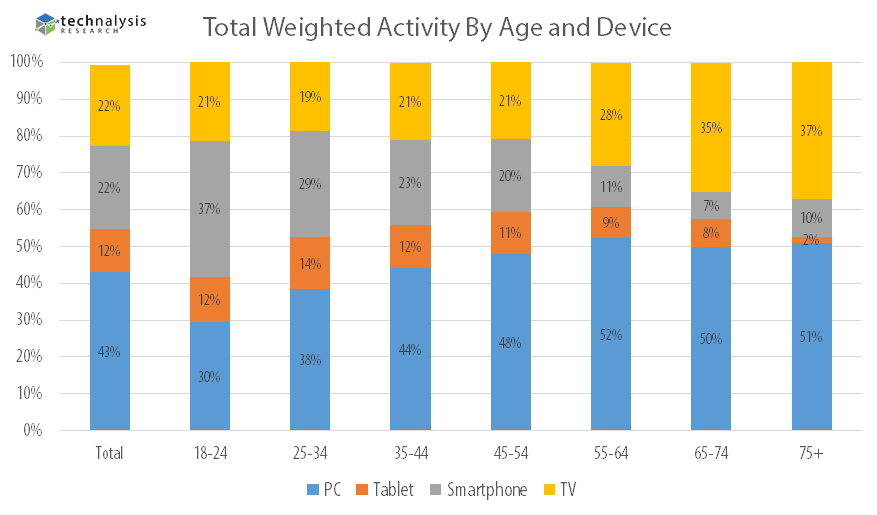 technalysis
RESEARCH
Total Weighted Activity By Age and Device
100%
90%
80%
70%
60%
50%
40%
30%
20%
10%
0%
22% 21% 19% 21% 21% 28% 35% 37%
22% 37% 29% 23% 20% 11% 7% 10%
12% 12% 14% 12% 11% 9% 8% 2%
43% 30% 38% 44% 48% 52% 50% 51%
Total 18-24 25-34 35-44 45-54 55-64 65-74 75+
PC Tablet Smartphone TV